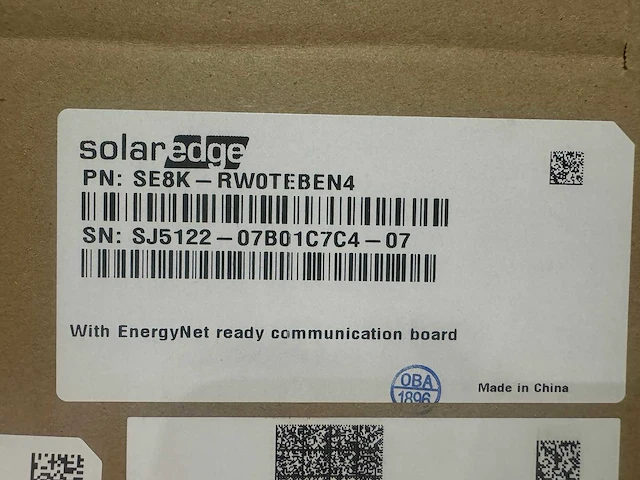 solaredge
PN: SE8K-RW0TEBEN4
SN: SJ5122-07B01C7C4-07
With EnergyNet ready communication board
OBA
1896
Made in China